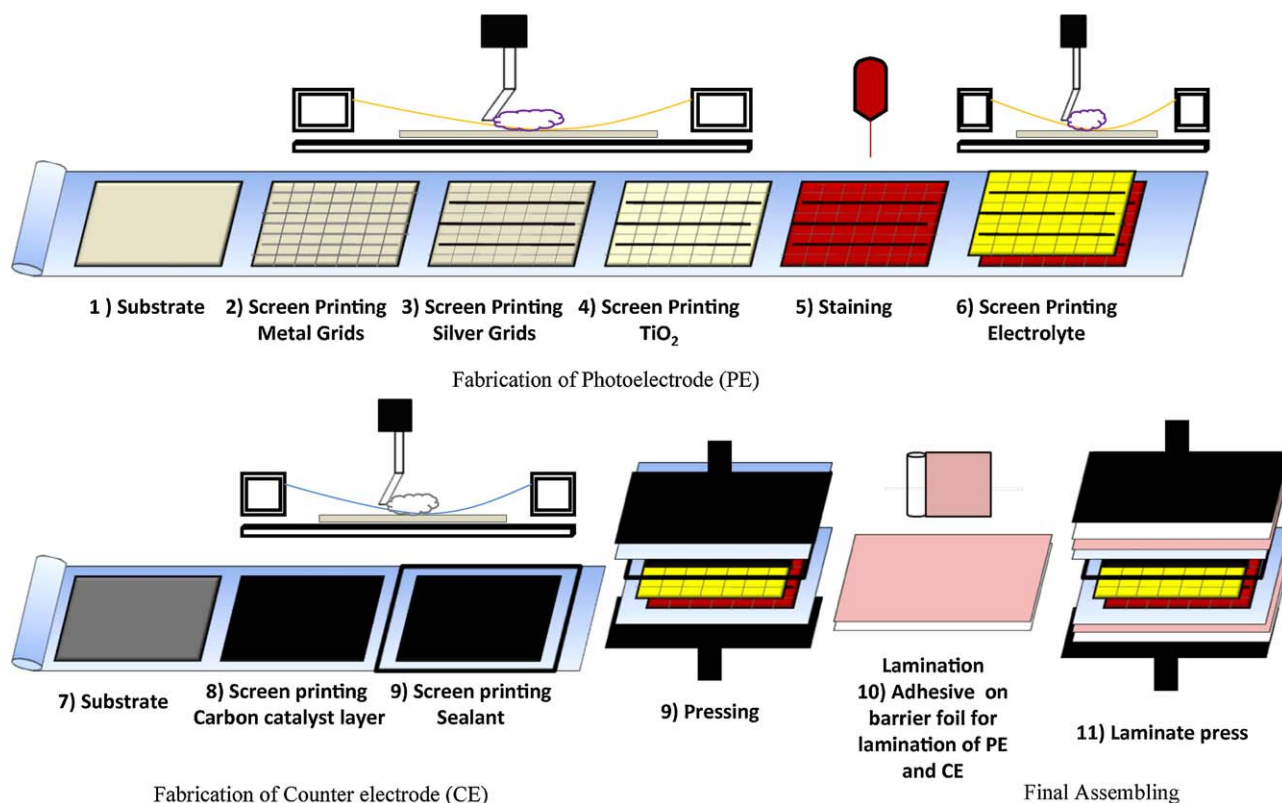 1 ) Substrate
2) Screen Printing
Metal Grids
3) Screen Printing
Silver Grids
4) Screen Printing
TiO₂
5) Staining
6) Screen Printing
Electrolyte
Fabrication of Photoelectrode (PE)
7) Substrate
8) Screen printing
Carbon catalyst layer
9) Screen printing
Sealant
9) Pressing
Lamination
10) Adhesive on
barrier foil for
lamination of PE
and CE
11) Laminate press
Fabrication of Counter electrode (CE)
Final Assembling